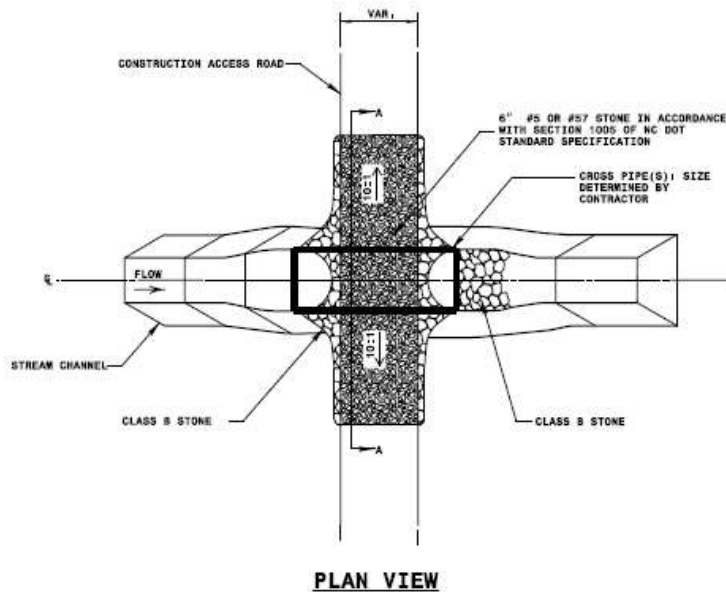 VAR.
CONSTRUCTION ACCESS ROAD
A
6" #5 OR #57 STONE IN ACCORDANCE
WITH SECTION 1005 OF NC DOT
STANDARD SPECIFICATION
10:1
CROSS PIPE(S); SIZE
DETERMINED BY
CONTRACTOR
℄
FLOW
10:1
STREAM CHANNEL
CLASS B STONE
CLASS B STONE
A
PLAN VIEW